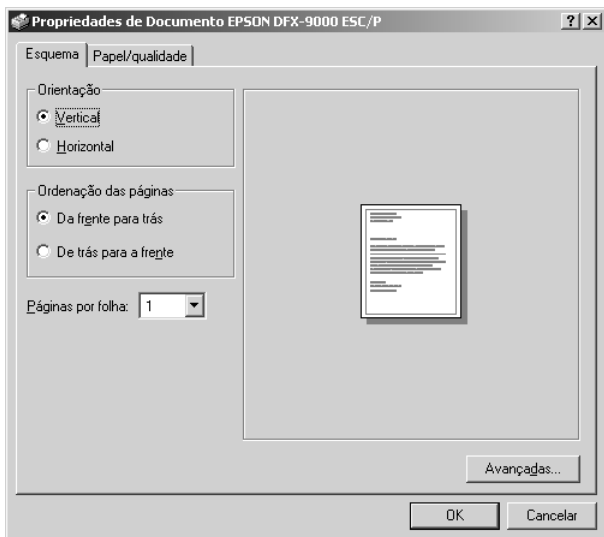 Propriedades de Documento EPSON DFX-9000 ESC/P
Esquema Papel/qualidade
Orientação
Vertical
Horizontal
Ordenação das páginas
Da frente para trás
De trás para a frente
Páginas por folha: 1
Avançadas...
OK Cancelar